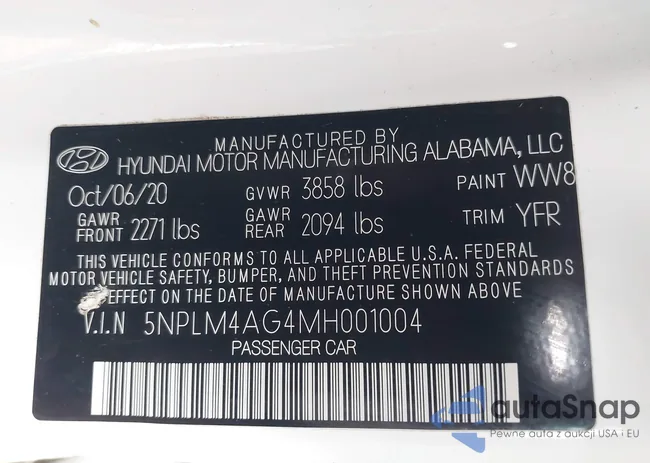 MANUFACTURED BY
HYUNDAI MOTOR MANUFACTURING ALABAMA, LLC
Oct/06/20 GVWR 3858 lbs PAINT WW8
GAWR FRONT 2271 lbs GAWR REAR 2094 lbs TRIM YFR
THIS VEHICLE CONFORMS TO ALL APPLICABLE U.S.A. FEDERAL
MOTOR VEHICLE SAFETY, BUMPER, AND THEFT PREVENTION STANDARDS
EFFECT ON THE DATE OF MANUFACTURE SHOWN ABOVE
V.I.N 5NPLM4AG4MH001004
PASSENGER CAR
autaSnap
Pewne auta z aukcji USA i EU